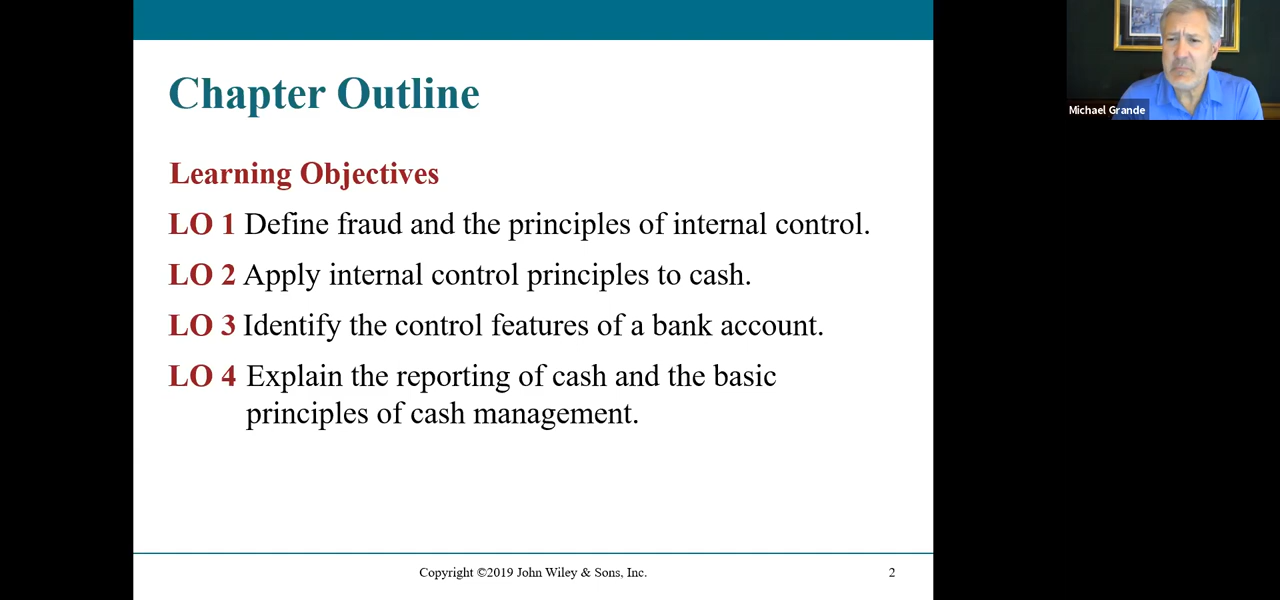 Chapter Outline
Learning Objectives
LO 1 Define fraud and the principles of internal control.
LO 2 Apply internal control principles to cash.
LO 3 Identify the control features of a bank account.
LO 4 Explain the reporting of cash and the basic
principles of cash management.
Copyright ©2019 John Wiley & Sons, Inc.
2
Michael Grande